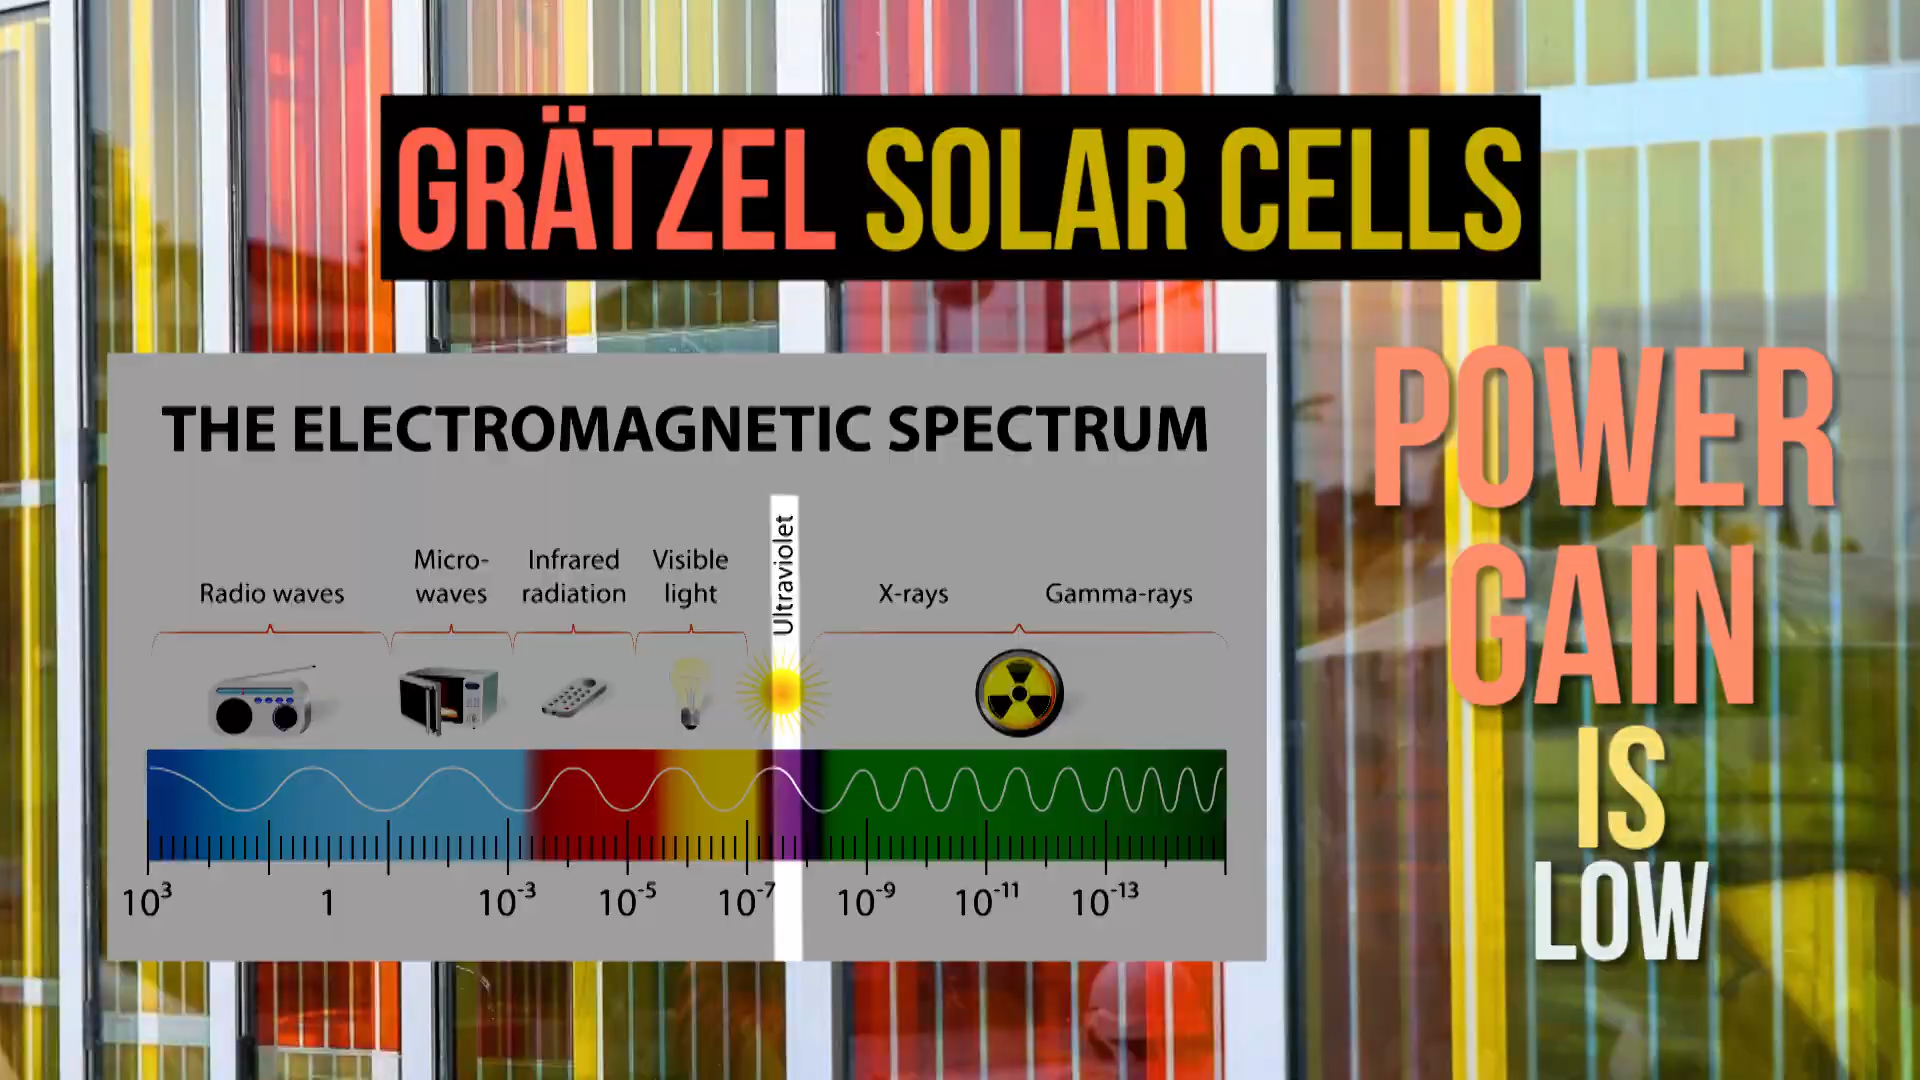 GRÄTZEL SOLAR CELLS
THE ELECTROMAGNETIC SPECTRUM
Radio waves
Micro-
waves
Infrared
radiation
Visible
light
Ultraviolet
X-rays
Gamma-rays
10³
1
10⁻³
10⁻⁵
10⁻⁷
10⁻⁹
10⁻¹¹
10⁻¹³
POWER
GAIN
IS
LOW